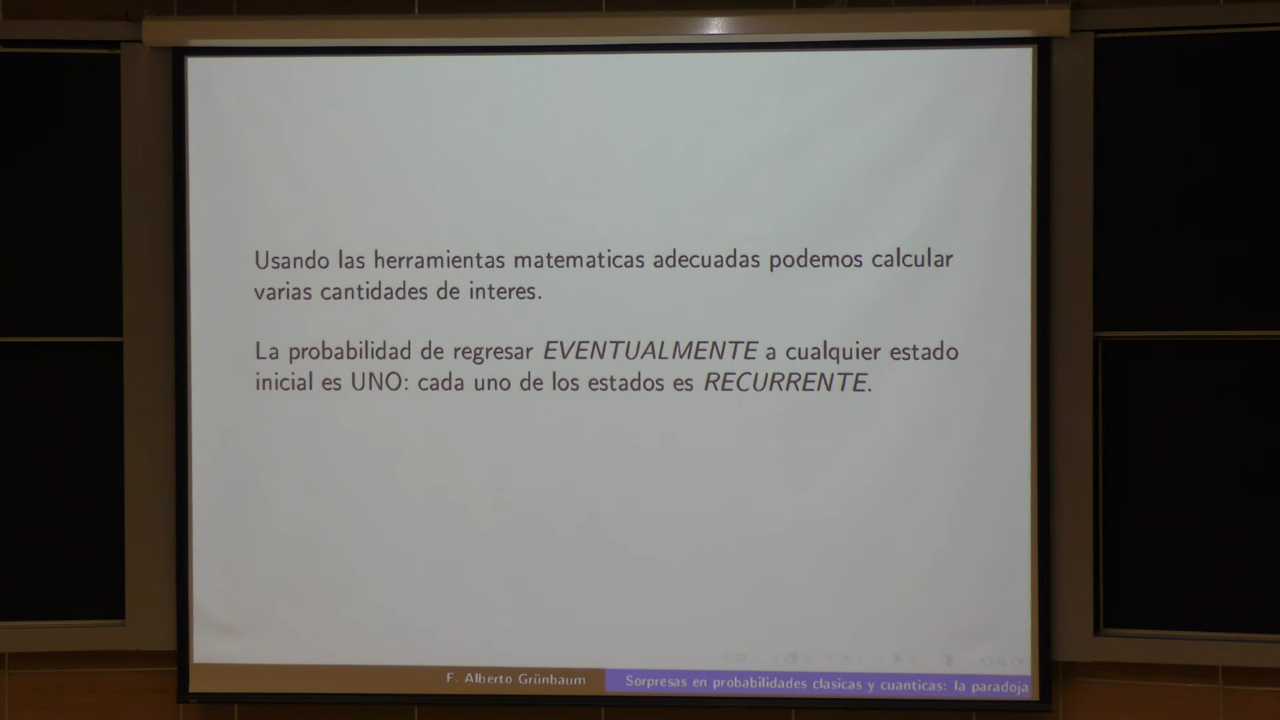 Usando las herramientas matematicas adecuadas podemos calcular
varias cantidades de interes.
La probabilidad de regresar EVENTUALMENTE a cualquier estado
inicial es UNO: cada uno de los estados es RECURRENTE.
F. Alberto Grünbaum
Sorpresas en probabilidades clasicas y cuanticas: la paradoja